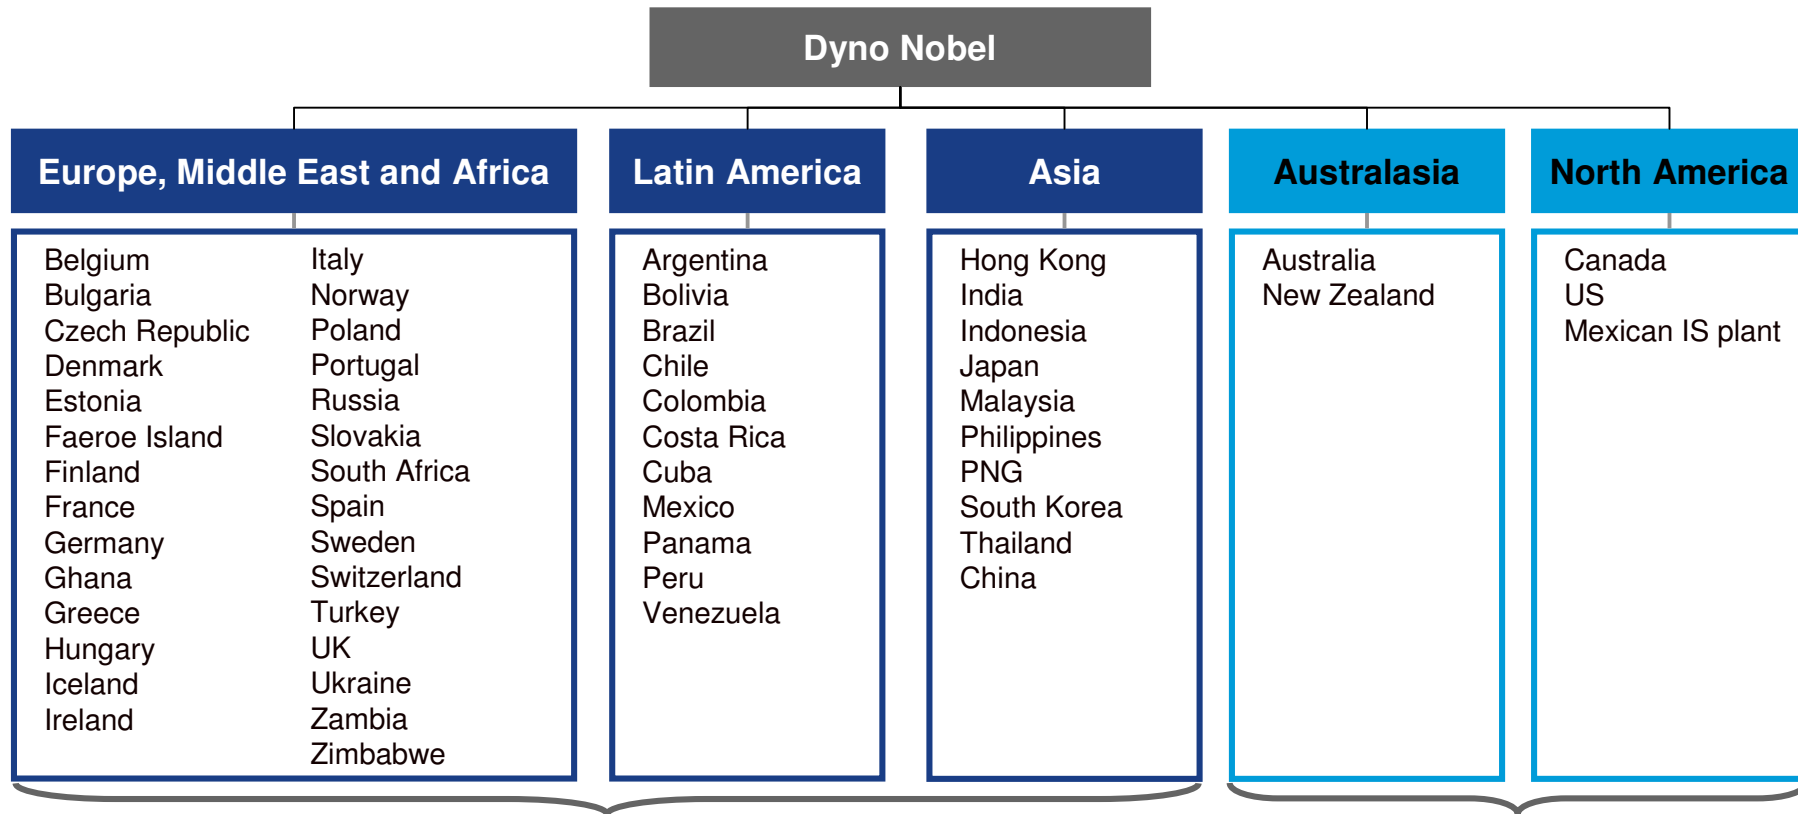 Dyno Nobel
Europe, Middle East and Africa
Belgium
Bulgaria
Czech Republic
Denmark
Estonia
Faeroe Island
Finland
France
Germany
Ghana
Greece
Hungary
Iceland
Ireland
Italy
Norway
Poland
Portugal
Russia
Slovakia
South Africa
Spain
Sweden
Switzerland
Turkey
UK
Ukraine
Zambia
Zimbabwe
Latin America
Argentina
Bolivia
Brazil
Chile
Colombia
Costa Rica
Cuba
Mexico
Panama
Peru
Venezuela
Asia
Hong Kong
India
Indonesia
Japan
Malaysia
Philippines
PNG
South Korea
Thailand
China
Australasia
Australia
New Zealand
North America
Canada
US
Mexican IS plant